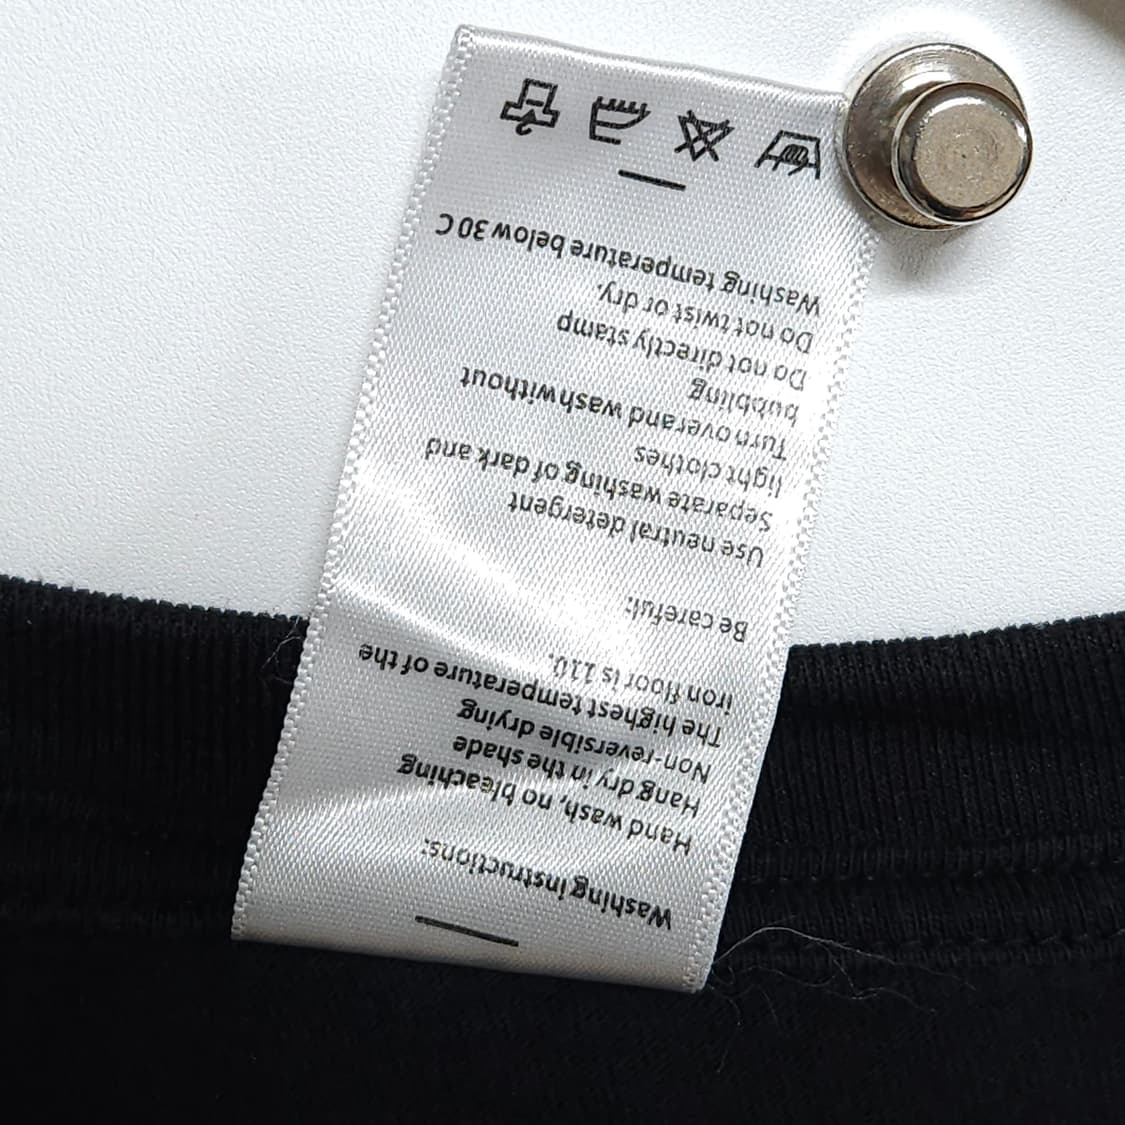 Washing instructions:
Hand wash, no bleaching
Hang dry in the shade
Non-reversible drying
The highest temperature of the
iron floor is 110.
Be careful:
Use neutral detergent
Separate washing of dark and
light clothes
Turn over and wash without
bubbling
Do not directly stamp
Do not twist or dry.
Washing temperature below 30 C